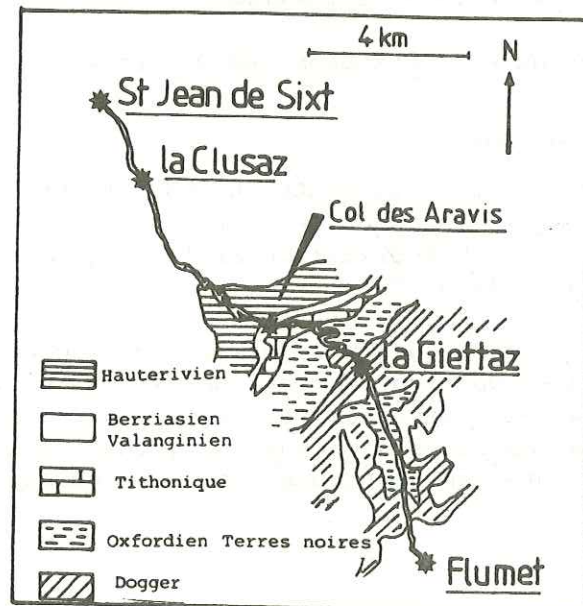 4 km
N
St Jean de Sixt
la Clusaz
Col des Aravis
la Giettaz
Hauterivien
Berriasien
Valanginien
Tithonique
Oxfordien Terres noires
Dogger
Flumet